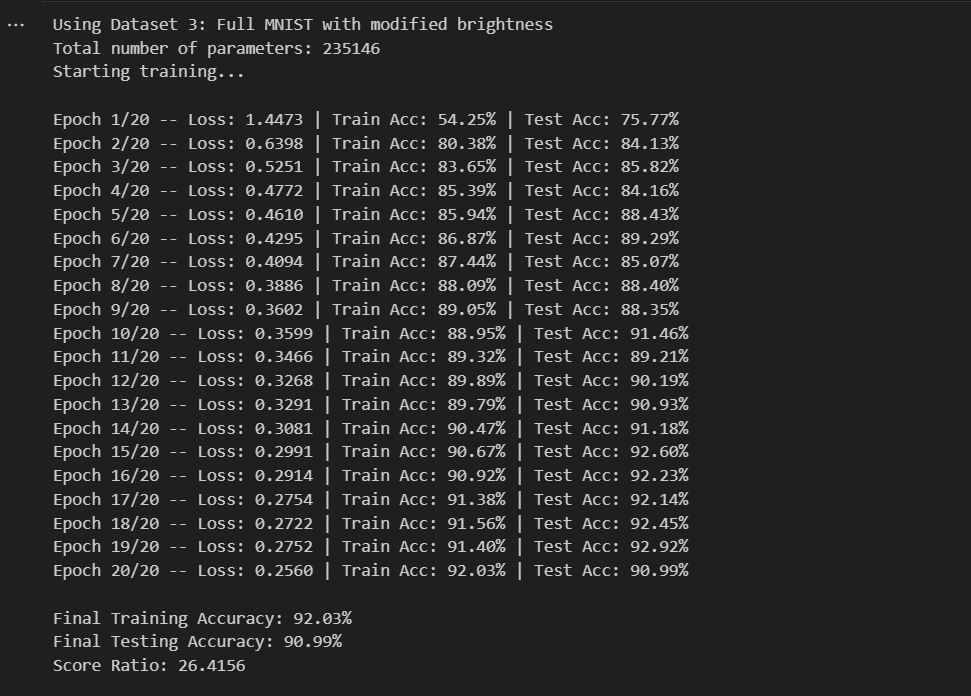 ...
Using Dataset 3: Full MNIST with modified brightness
Total number of parameters: 235146
Starting training...
Epoch 1/20 -- Loss: 1.4473 | Train Acc: 54.25% | Test Acc: 75.77%
Epoch 2/20 -- Loss: 0.6398 | Train Acc: 80.38% | Test Acc: 84.13%
Epoch 3/20 -- Loss: 0.5251 | Train Acc: 83.65% | Test Acc: 85.82%
Epoch 4/20 -- Loss: 0.4772 | Train Acc: 85.39% | Test Acc: 84.16%
Epoch 5/20 -- Loss: 0.4610 | Train Acc: 85.94% | Test Acc: 88.43%
Epoch 6/20 -- Loss: 0.4295 | Train Acc: 86.87% | Test Acc: 89.29%
Epoch 7/20 -- Loss: 0.4094 | Train Acc: 87.44% | Test Acc: 85.07%
Epoch 8/20 -- Loss: 0.3886 | Train Acc: 88.09% | Test Acc: 88.40%
Epoch 9/20 -- Loss: 0.3602 | Train Acc: 89.05% | Test Acc: 88.35%
Epoch 10/20 -- Loss: 0.3599 | Train Acc: 88.95% | Test Acc: 91.46%
Epoch 11/20 -- Loss: 0.3466 | Train Acc: 89.32% | Test Acc: 89.21%
Epoch 12/20 -- Loss: 0.3268 | Train Acc: 89.89% | Test Acc: 90.19%
Epoch 13/20 -- Loss: 0.3291 | Train Acc: 89.79% | Test Acc: 90.93%
Epoch 14/20 -- Loss: 0.3081 | Train Acc: 90.47% | Test Acc: 91.18%
Epoch 15/20 -- Loss: 0.2991 | Train Acc: 90.67% | Test Acc: 92.60%
Epoch 16/20 -- Loss: 0.2914 | Train Acc: 90.92% | Test Acc: 92.23%
Epoch 17/20 -- Loss: 0.2754 | Train Acc: 91.38% | Test Acc: 92.14%
Epoch 18/20 -- Loss: 0.2722 | Train Acc: 91.56% | Test Acc: 92.45%
Epoch 19/20 -- Loss: 0.2752 | Train Acc: 91.40% | Test Acc: 92.92%
Epoch 20/20 -- Loss: 0.2560 | Train Acc: 92.03% | Test Acc: 90.99%
Final Training Accuracy: 92.03%
Final Testing Accuracy: 90.99%
Score Ratio: 26.4156